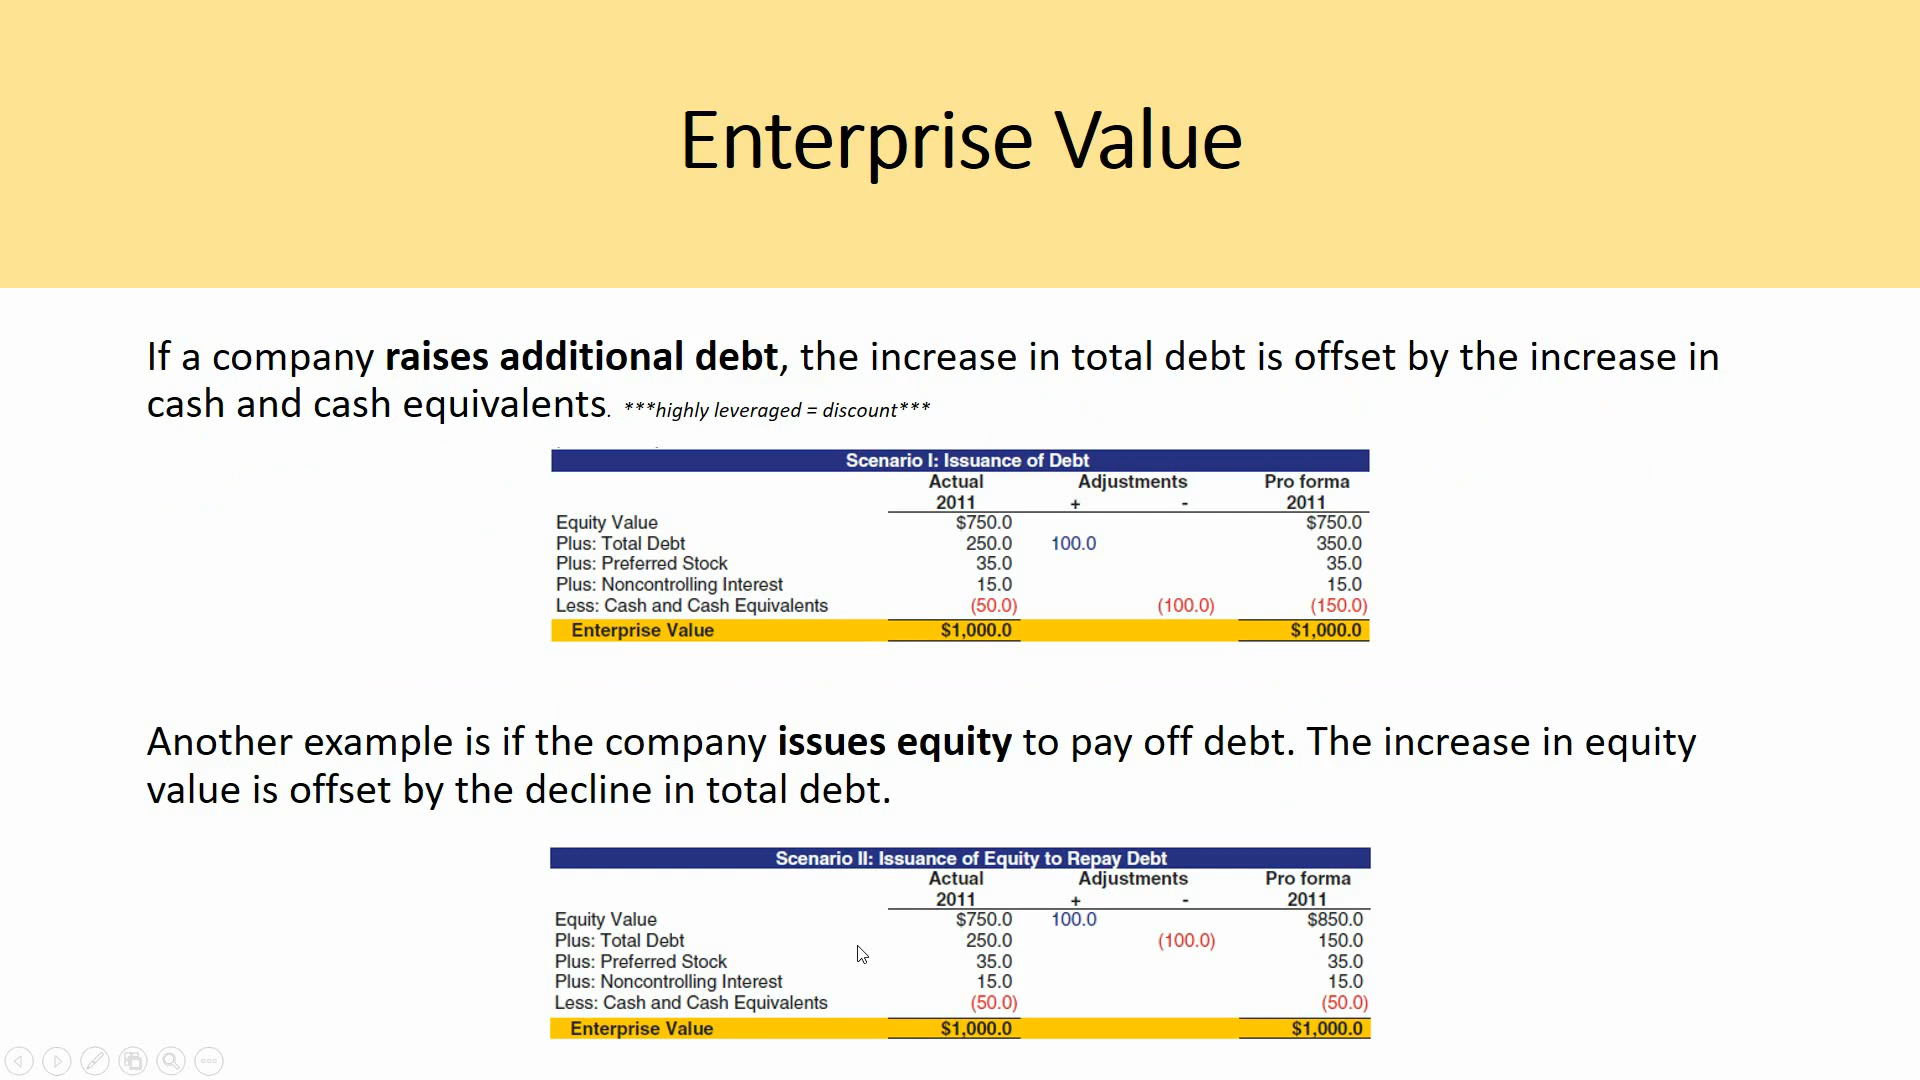 Enterprise Value
If a company raises additional debt, the increase in total debt is offset by the increase in
cash and cash equivalents. ***highly leveraged = discount***
Scenario I: Issuance of Debt
Actual Adjustments Pro forma
2011 + - 2011
Equity Value $750.0 $750.0
Plus: Total Debt 250.0 100.0 350.0
Plus: Preferred Stock 35.0 35.0
Plus: Noncontrolling Interest 15.0 15.0
Less: Cash and Cash Equivalents (50.0) (100.0) (150.0)
Enterprise Value $1,000.0 $1,000.0
Another example is if the company issues equity to pay off debt. The increase in equity
value is offset by the decline in total debt.
Scenario II: Issuance of Equity to Repay Debt
Actual Adjustments Pro forma
2011 + - 2011
Equity Value $750.0 100.0 $850.0
Plus: Total Debt 250.0 (100.0) 150.0
Plus: Preferred Stock 35.0 35.0
Plus: Noncontrolling Interest 15.0 15.0
Less: Cash and Cash Equivalents (50.0) (50.0)
Enterprise Value $1,000.0 $1,000.0